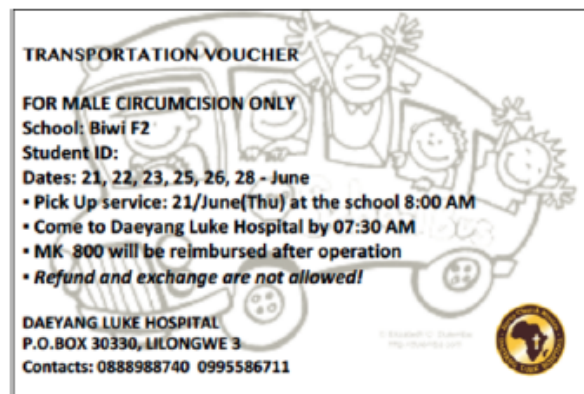 TRANSPORTATION VOUCHER
FOR MALE CIRCUMCISION ONLY
School: Biwi F2
Student ID:
Dates: 21, 22, 23, 25, 26, 28 - June
• Pick Up service: 21/June(Thu) at the school 8:00 AM
• Come to Daeyang Luke Hospital by 07:30 AM
• MK 800 will be reimbursed after operation
• Refund and exchange are not allowed!
DAEYANG LUKE HOSPITAL
P.O.BOX 30330, LILONGWE 3
Contacts: 0888988740 0995586711